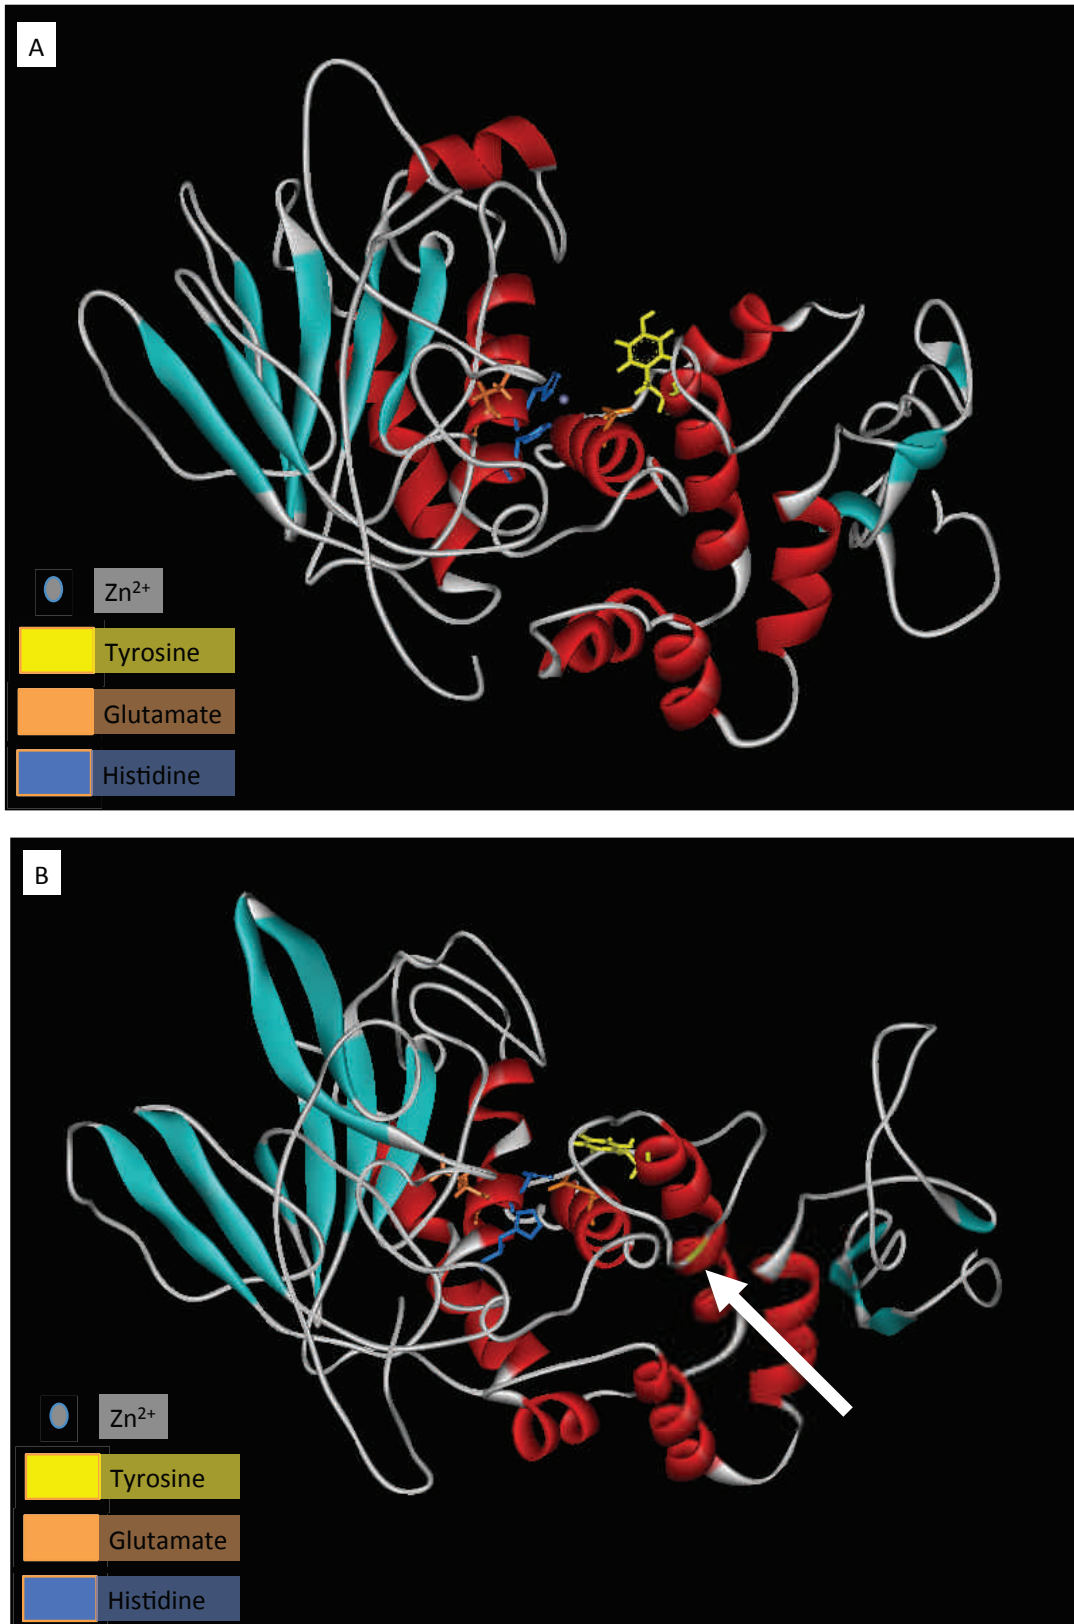 A
Zn²⁺
Tyrosine
Glutamate
Histidine
B
Zn²⁺
Tyrosine
Glutamate
Histidine